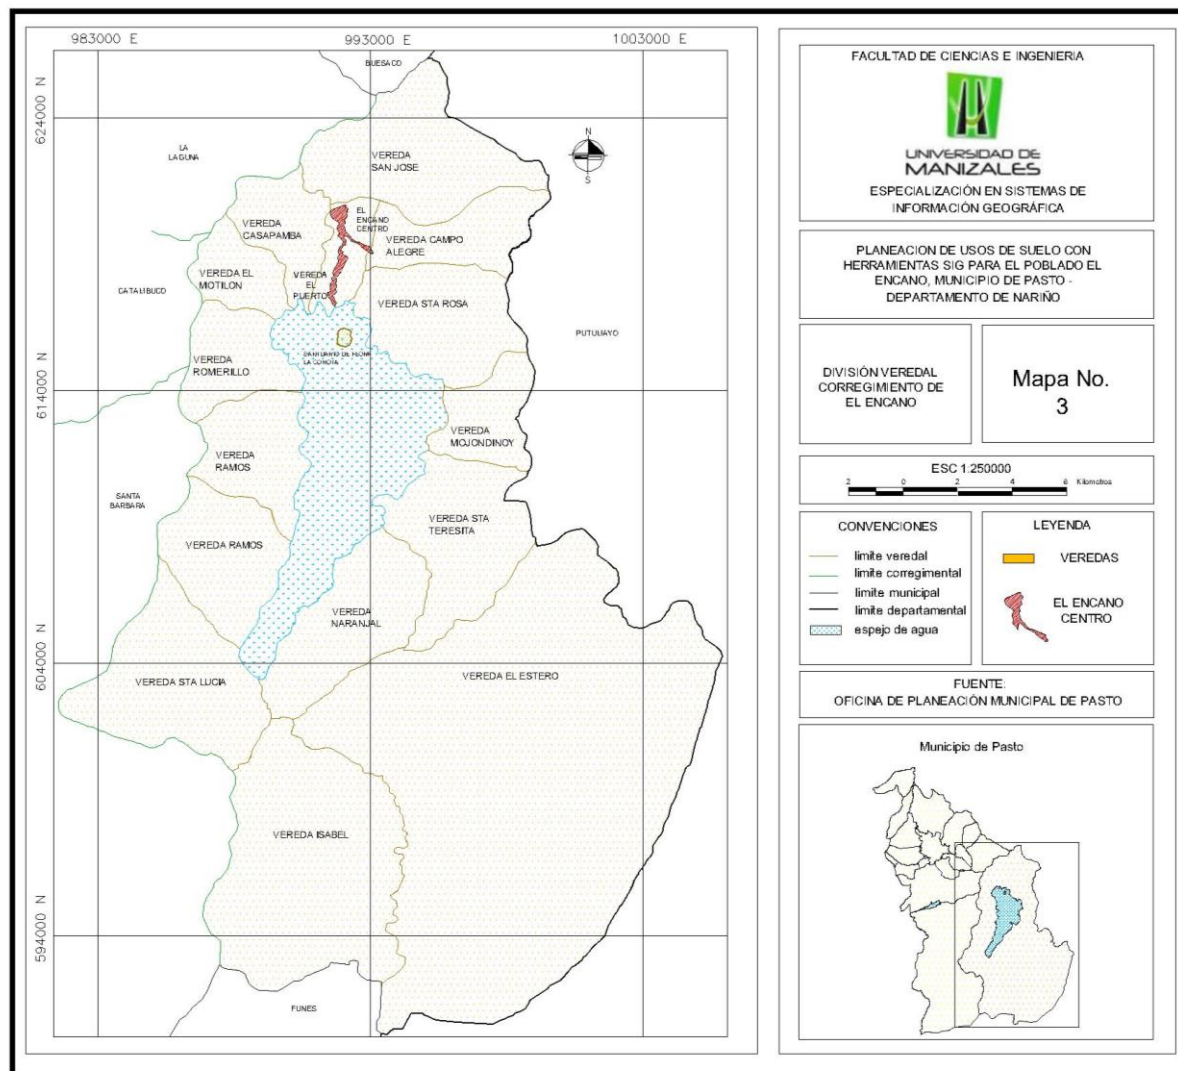 983000 E
993000 E
1003000 E
624000 N
614000 N
604000 N
594000 N
BUESACO
LA
LAGUNA
N
S
VEREDA
SAN JOSE
EL
ENCANO
CENTRO
VEREDA
CASAPAMBA
VEREDA CAMPO
ALEGRE
VEREDA EL
MOTILON
VEREDA
EL
PUERTO
CATALIBUCO
VEREDA STA ROSA
PUTUMAYO
SANTUARIO DE FLORA
LA COROTA
VEREDA
ROMERILLO
VEREDA
MOJONDINOY
VEREDA
RAMOS
SANTA
BARBARA
VEREDA STA
TERESITA
VEREDA RAMOS
VEREDA
NARANJAL
VEREDA STA LUCIA
VEREDA EL ESTERO
VEREDA ISABEL
FUNES
FACULTAD DE CIENCIAS E INGENIERIA
UNIVERSIDAD DE
MANIZALES
ESPECIALIZACIÓN EN SISTEMAS DE
INFORMACIÓN GEOGRÁFICA
PLANEACION DE USOS DE SUELO CON
HERRAMIENTAS SIG PARA EL POBLADO EL
ENCANO, MUNICIPIO DE PASTO -
DEPARTAMENTO DE NARIÑO
DIVISIÓN VEREDAL
CORREGIMIENTO DE
EL ENCANO
Mapa No.
3
ESC 1:250000
2 0 2 4 6 Kilometros
CONVENCIONES
limite veredal
limite corregimental
limite municipal
limite departamental
espejo de agua
LEYENDA
VEREDAS
EL ENCANO
CENTRO
FUENTE:
OFICINA DE PLANEACIÓN MUNICIPAL DE PASTO
Municipio de Pasto